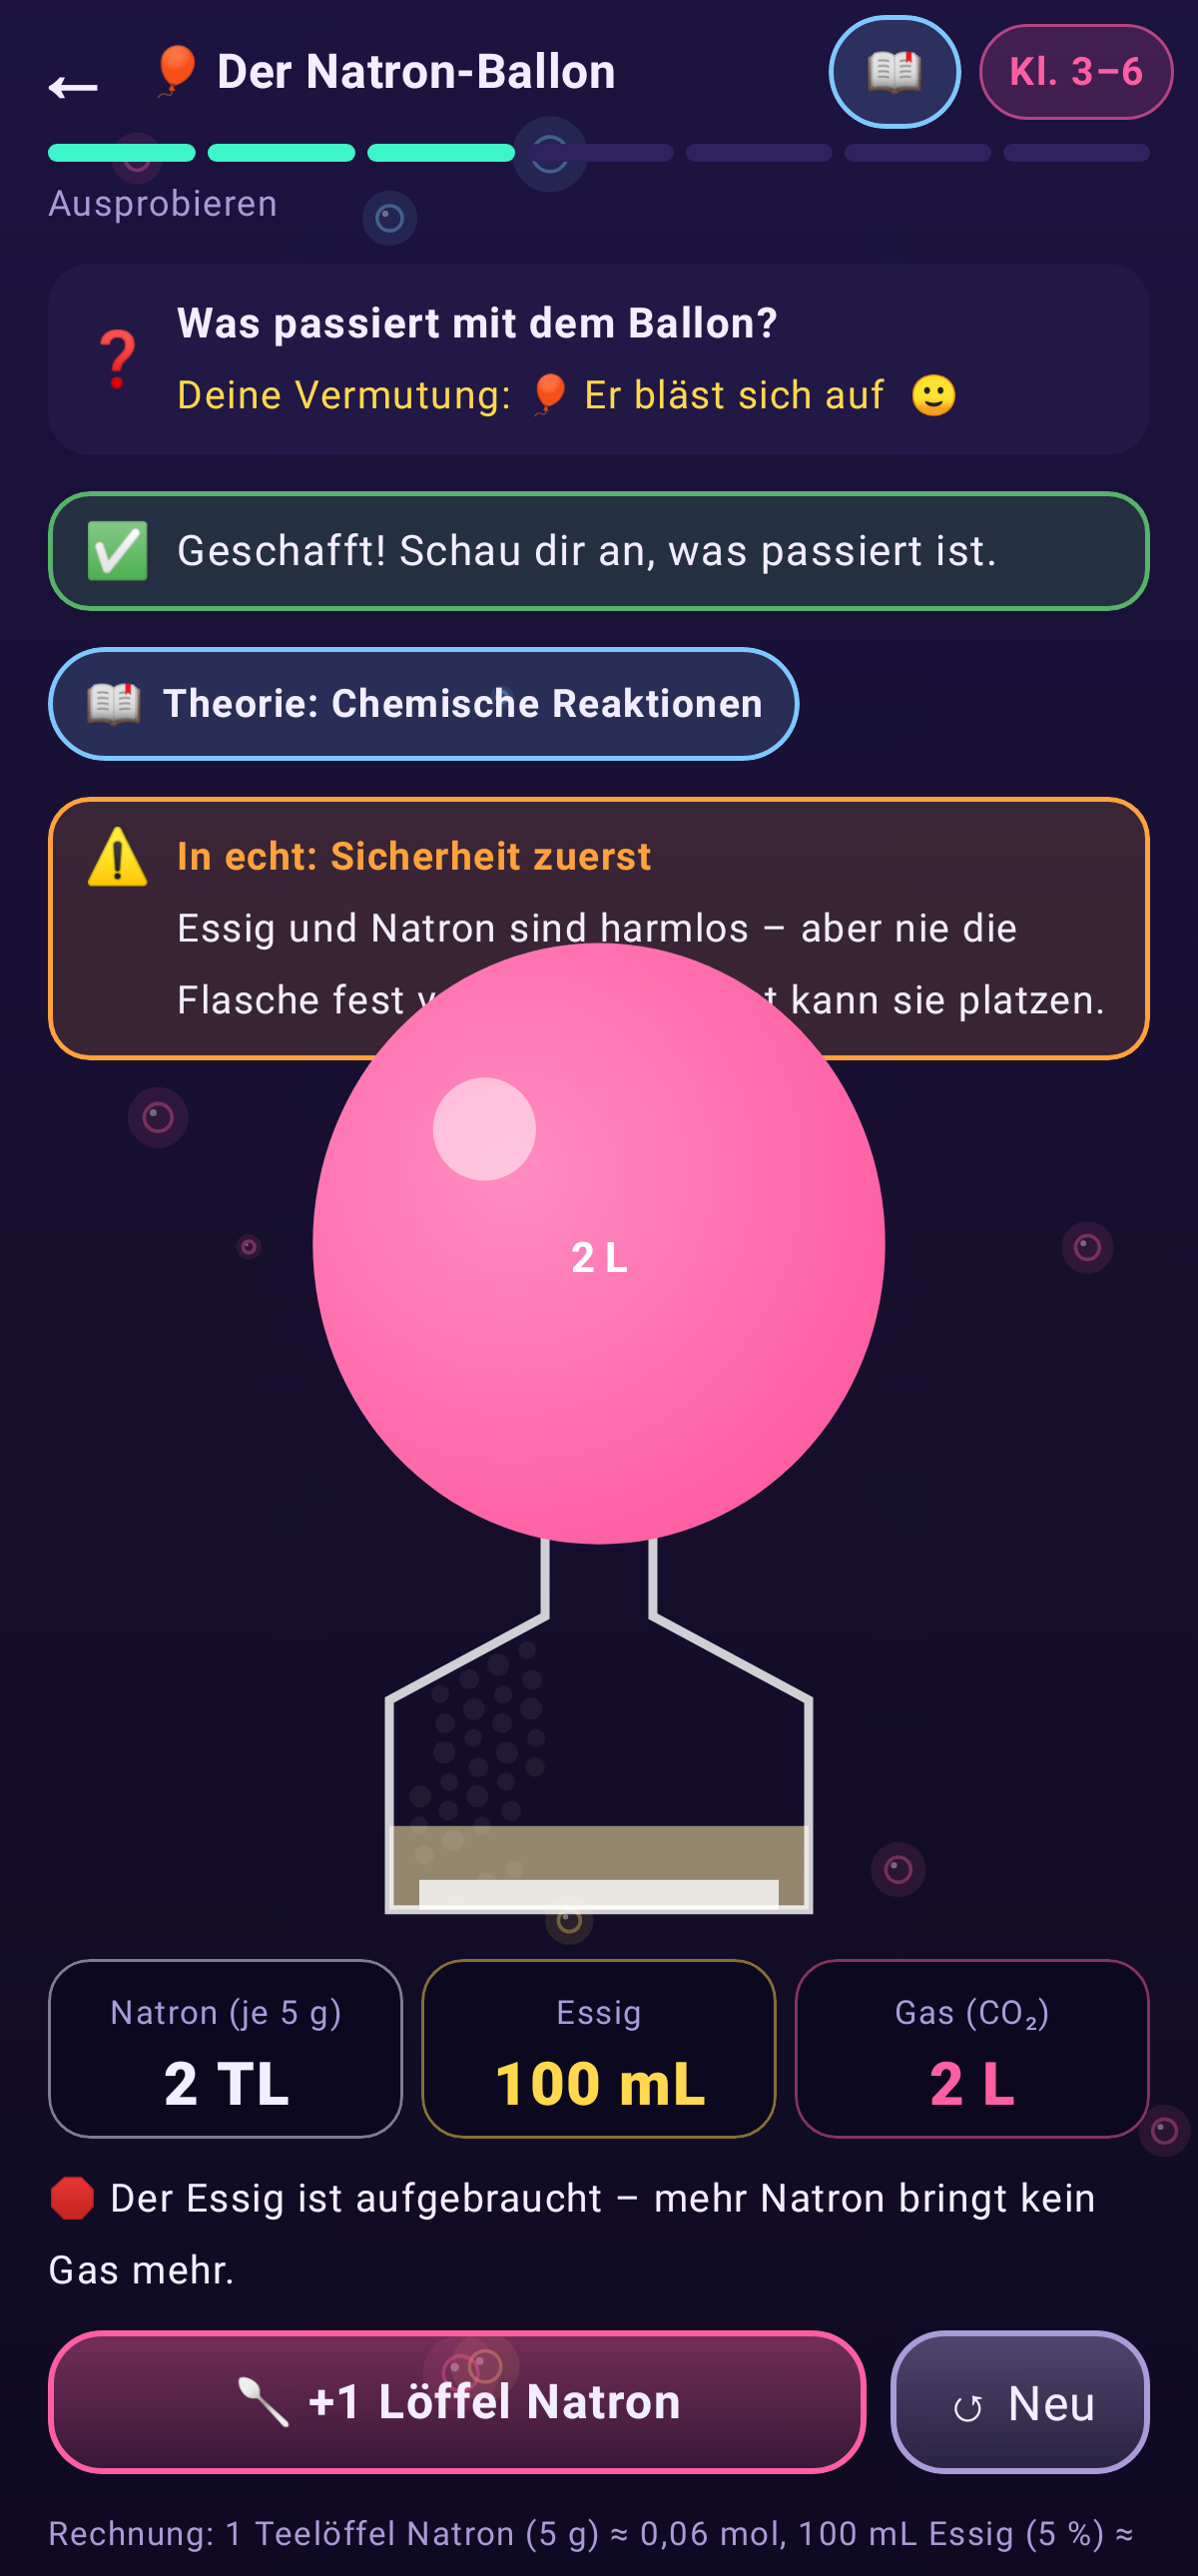 Der Natron-Ballon
Kl. 3–6
Ausprobieren
Was passiert mit dem Ballon?
Deine Vermutung: Er bläst sich auf
Geschafft! Schau dir an, was passiert ist.
Theorie: Chemische Reaktionen
In echt: Sicherheit zuerst
Essig und Natron sind harmlos – aber nie die
Flasche fest kann sie platzen.
2 L
Natron (je 5 g)
2 TL
Essig
100 mL
Gas (CO₂)
2 L
Der Essig ist aufgebraucht – mehr Natron bringt kein
Gas mehr.
+1 Löffel Natron
Neu
Rechnung: 1 Teelöffel Natron (5 g) ≈ 0,06 mol, 100 mL Essig (5 %) ≈